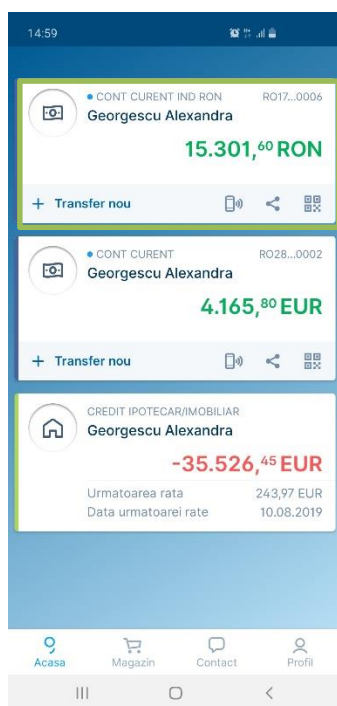 14:59
CONT CURENT IND RON RO17...0006
Georgescu Alexandra
15.301,60 RON
+ Transfer nou
CONT CURENT RO28...0002
Georgescu Alexandra
4.165,80 EUR
+ Transfer nou
CREDIT IPOTECAR/IMOBILIAR
Georgescu Alexandra
-35.526,45 EUR
Urmatoarea rata 243,97 EUR
Data urmatoarei rate 10.08.2019
Acasa Magazin Contact Profil